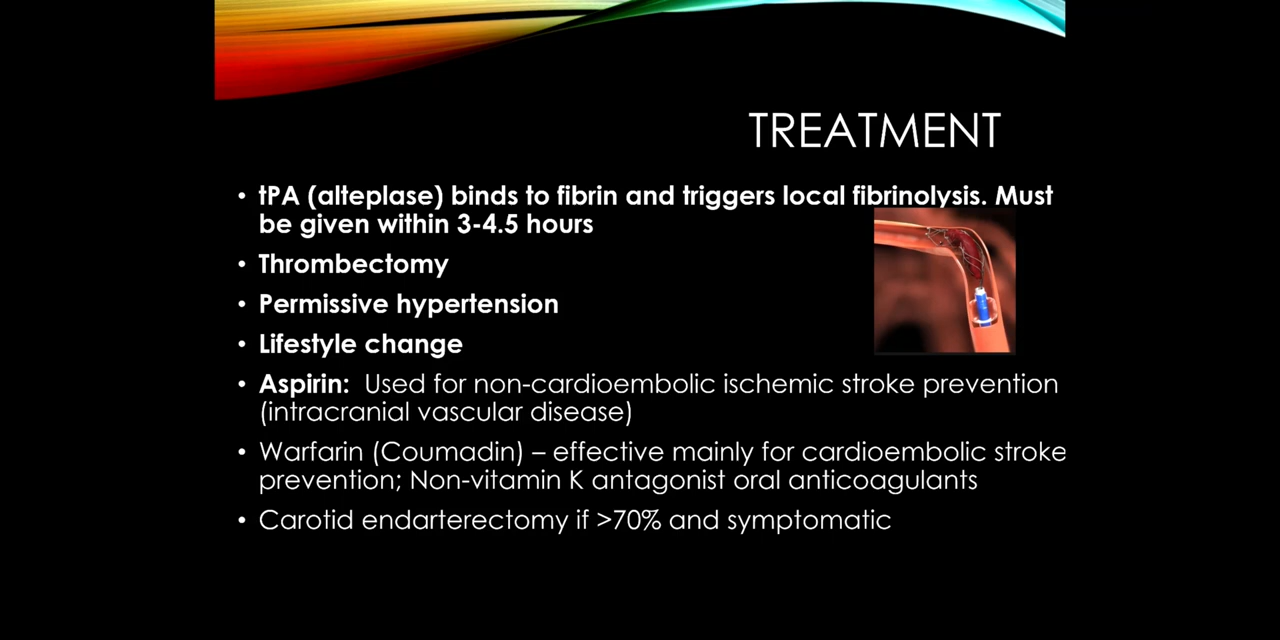 TREATMENT
• tPA (alteplase) binds to fibrin and triggers local fibrinolysis. Must
be given within 3-4.5 hours
• Thrombectomy
• Permissive hypertension
• Lifestyle change
• Aspirin: Used for non-cardioembolic ischemic stroke prevention
(intracranial vascular disease)
• Warfarin (Coumadin) – effective mainly for cardioembolic stroke
prevention; Non-vitamin K antagonist oral anticoagulants
• Carotid endarterectomy if >70% and symptomatic